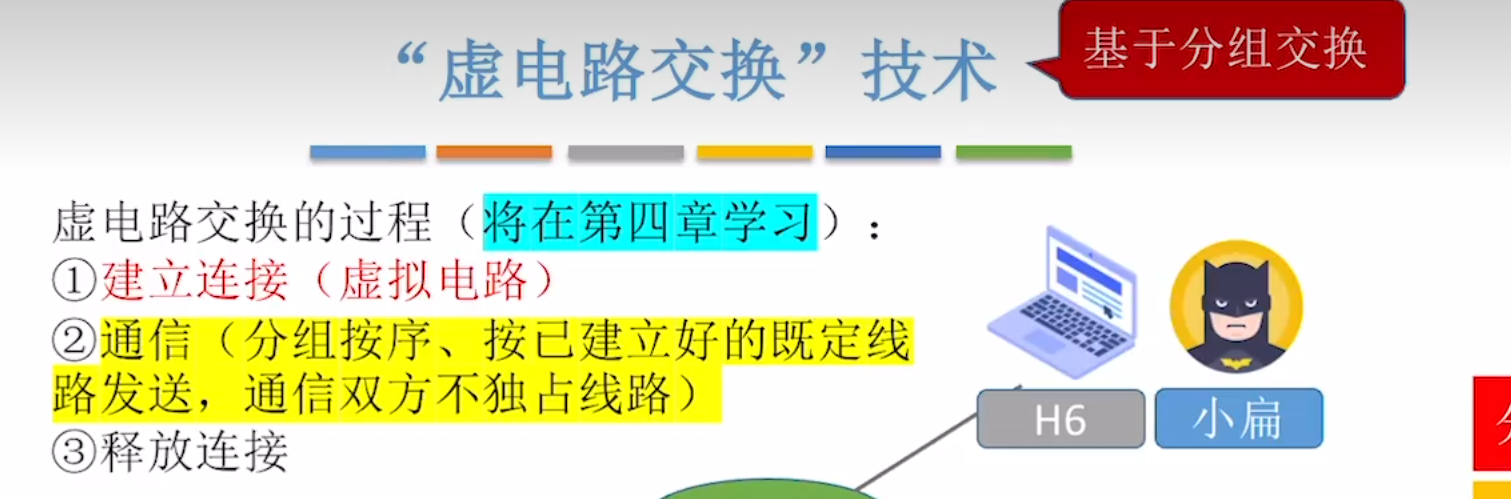 “虚电路交换”技术
基于分组交换
虚电路交换的过程（将在第四章学习）：
①建立连接（虚拟电路）
②通信（分组按序、按已建立好的既定线
路发送，通信双方不独占线路）
③释放连接
H6
小扁